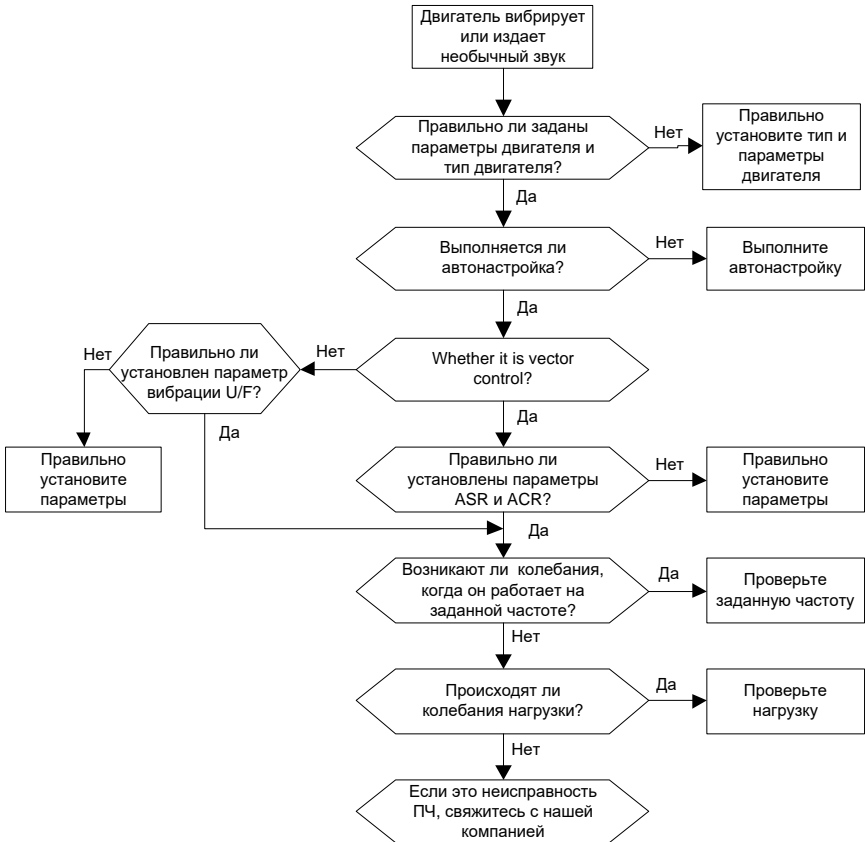 Двигатель вибрирует
или издает
необычный звук
Правильно ли заданы
параметры двигателя и
тип двигателя?
Нет
Правильно
установите тип и
параметры
двигателя
Да
Выполняется ли
автонастройка?
Нет
Выполните
автонастройку
Да
Whether it is vector
control?
Нет
Правильно ли
установлен параметр
вибрации U/F?
Нет
Правильно
установите
параметры
Да
Да
Правильно ли
установлены параметры
ASR и ACR?
Нет
Правильно
установите
параметры
Да
Возникают ли колебания,
когда он работает на
заданной частоте?
Да
Проверьте
заданную частоту
Нет
Происходят ли
колебания нагрузки?
Да
Проверьте
нагрузку
Нет
Если это неисправность
ПЧ, свяжитесь с нашей
компанией